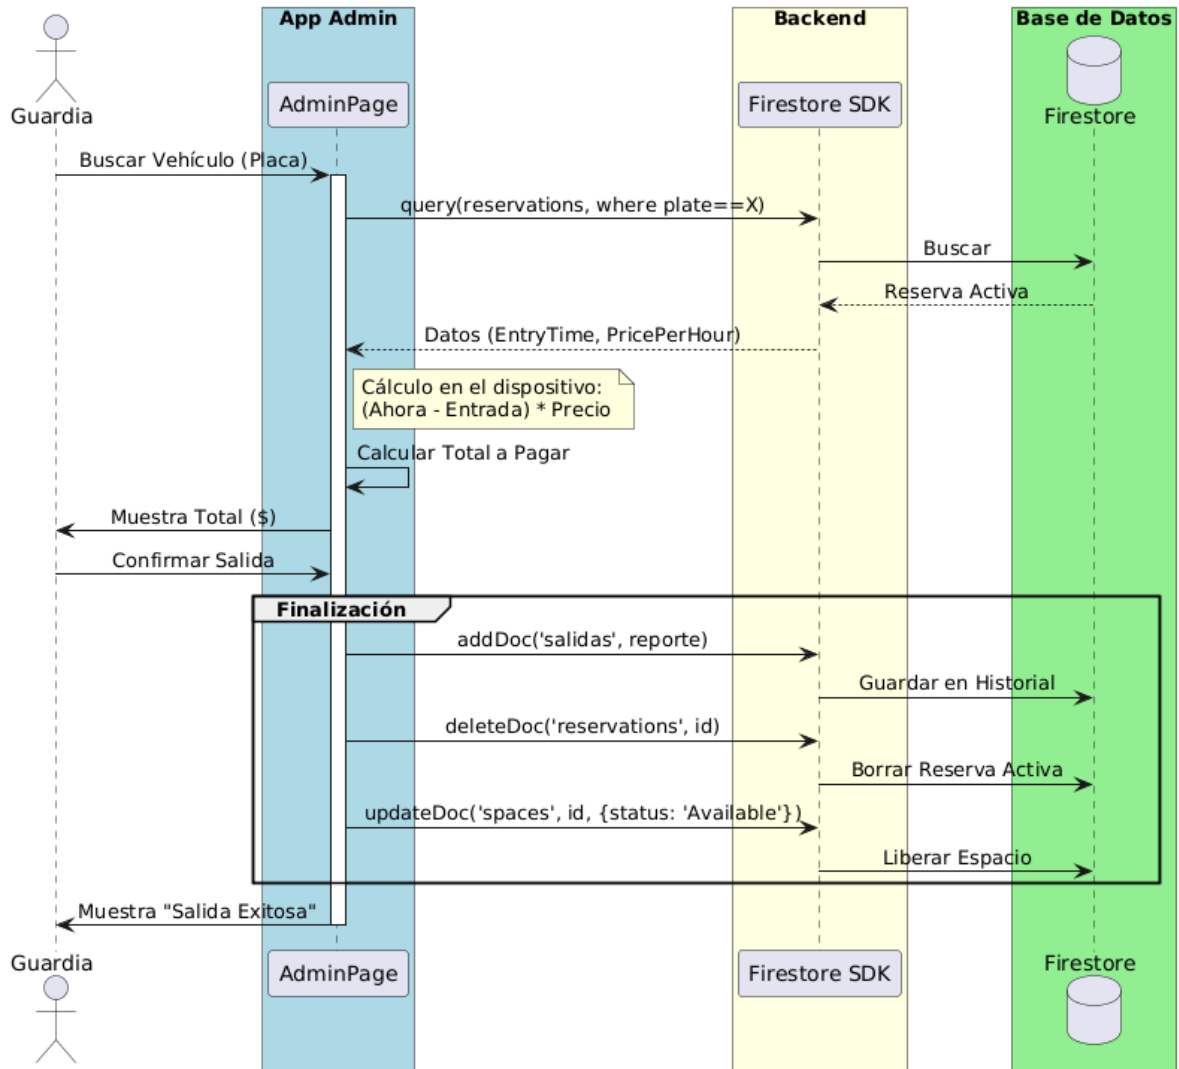 App Admin
Backend
Base de Datos
Guardia
AdminPage
Firestore SDK
Firestore
Buscar Vehículo (Placa)
query(reservations, where plate==X)
Buscar
Reserva Activa
Datos (EntryTime, PricePerHour)
Cálculo en el dispositivo:
(Ahora - Entrada) * Precio
Calcular Total a Pagar
Muestra Total ($)
Confirmar Salida
Finalización
addDoc('salidas', reporte)
Guardar en Historial
deleteDoc('reservations', id)
Borrar Reserva Activa
updateDoc('spaces', id, {status: 'Available'})
Liberar Espacio
Muestra "Salida Exitosa"
Guardia
AdminPage
Firestore SDK
Firestore